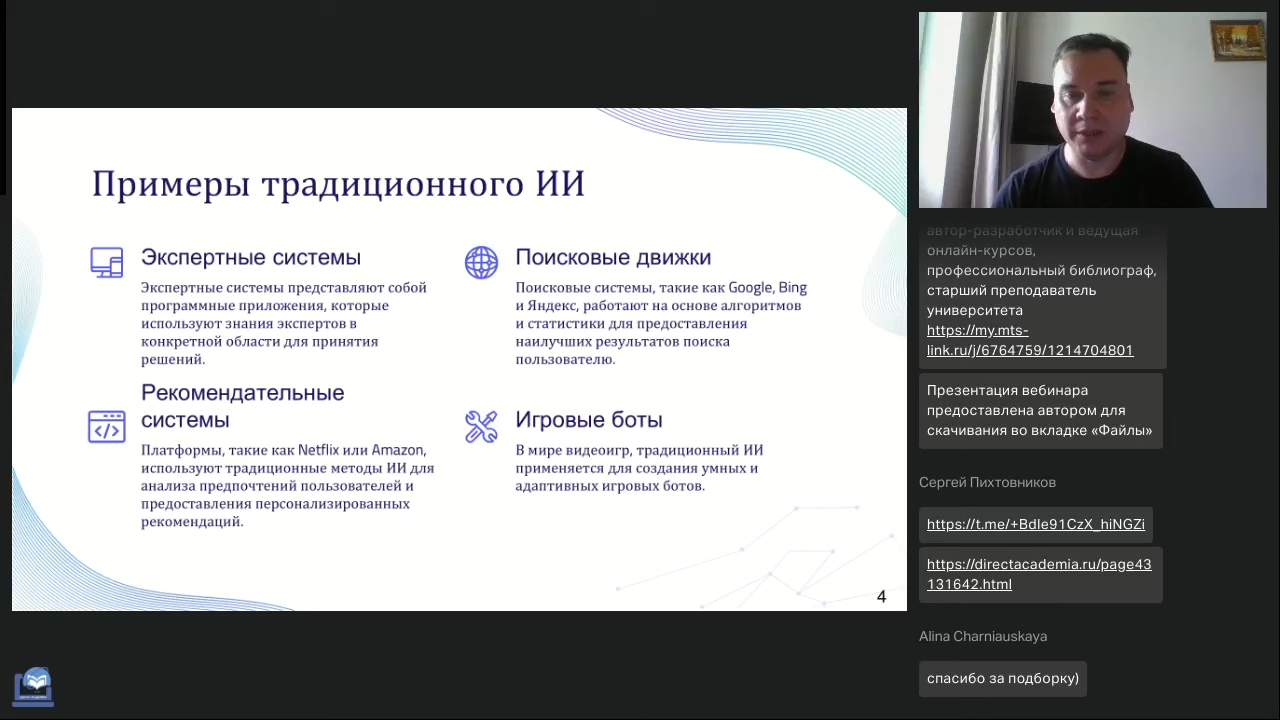 Примеры традиционного ИИ
Экспертные системы
Экспертные системы представляют собой
программные приложения, которые
используют знания экспертов в
конкретной области для принятия
решений.
Поисковые движки
Поисковые системы, такие как Google, Bing
и Яндекс, работают на основе алгоритмов
и статистики для предоставления
наилучших результатов поиска
пользователю.
Рекомендательные
системы
Платформы, такие как Netflix или Amazon,
используют традиционные методы ИИ для
анализа предпочтений пользователей и
предоставления персонализированных
рекомендаций.
Игровые боты
В мире видеоигр, традиционный ИИ
применяется для создания умных и
адаптивных игровых ботов.
4
автор-разработчик и ведущая
онлайн-курсов,
профессиональный библиограф,
старший преподаватель
университета
https://my.mts-
link.ru/j/6764759/1214704801
Презентация вебинара
предоставлена автором для
скачивания во вкладке «Файлы»
Сергей Пихтовников
https://t.me/+BdIe91CzX_hiNGZi
https://directacademia.ru/page43
131642.html
Alina Charniauskaya
спасибо за подборку)